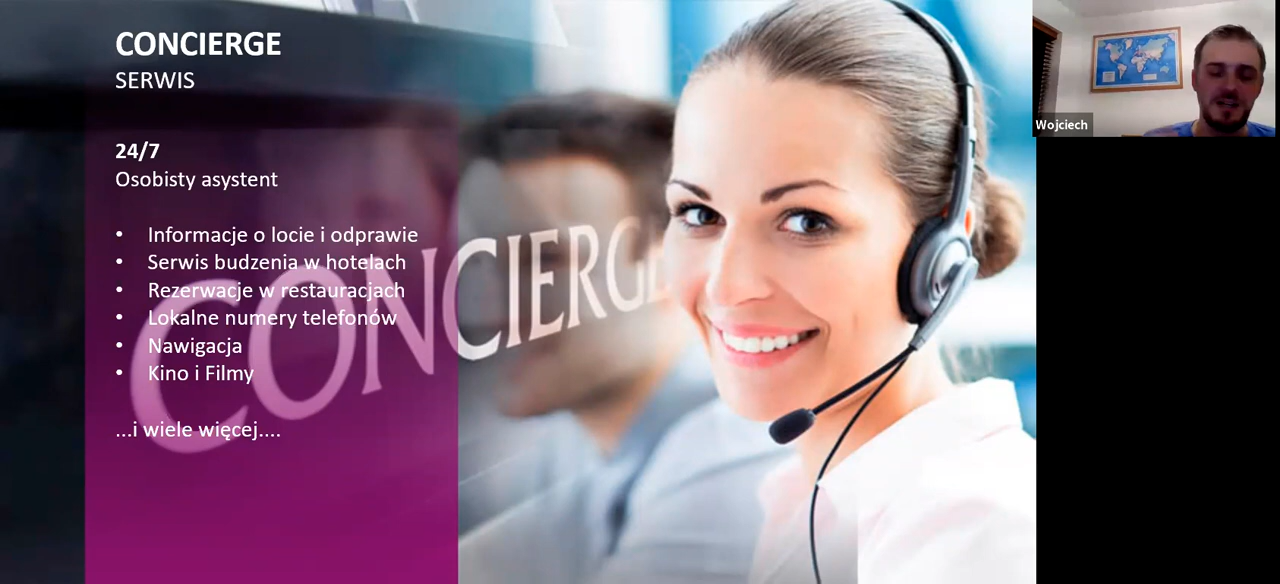 CONCIERGE
SERWIS
24/7
Osobisty asystent
• Informacje o locie i odprawie
• Serwis budzenia w hotelach
• Rezerwacje w restauracjach
• Lokalne numery telefonów
• Nawigacja
• Kino i Filmy
...i wiele więcej....
CONCIERGE
Wojciech